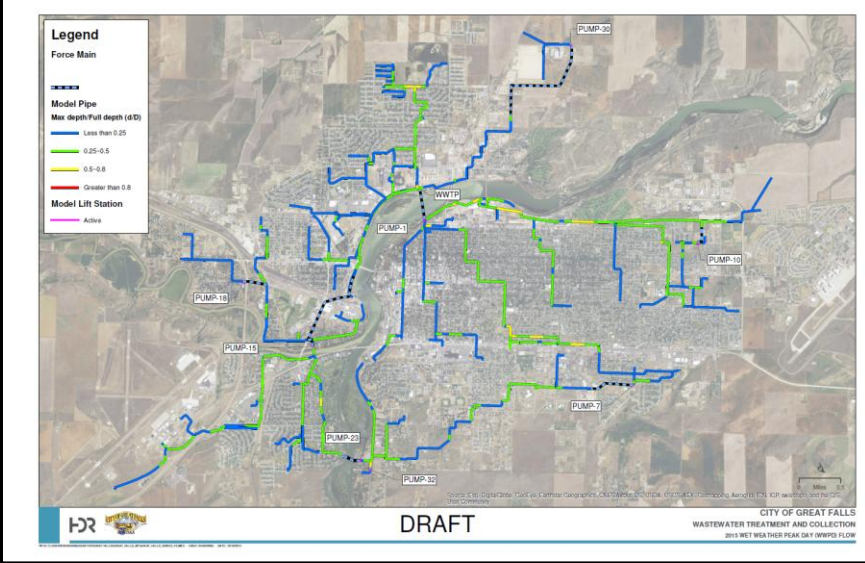 Legend
Force Main
Model Pipe
Max depth/Full depth (d/D)
Less than 0.25
0.25-0.5
0.5-0.8
Greater than 0.8
Model Lift Station
Active
PUMP-30
WWTP
PUMP-1
PUMP-10
PUMP-18
PUMP-15
PUMP-7
PUMP-23
PUMP-32
Miles 0.5
HDR
DRAFT
CITY OF GREAT FALLS
WASTEWATER TREATMENT AND COLLECTION
2015 WET WEATHER PEAK DAY (WWPD) FLOW